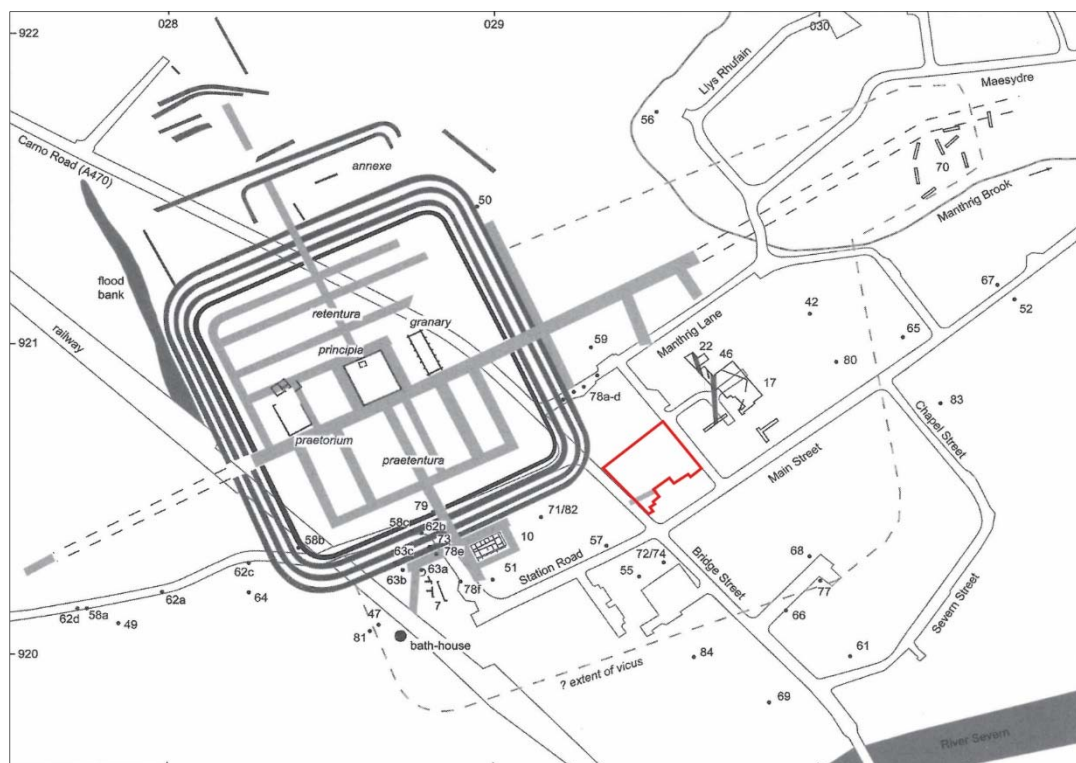 028
029
030
922
Llys Rhufain
Maesydre
56
Carno Road (A470)
annexe
70
50
Manthrig Brook
flood
bank
67
52
42
retentura
granary
railway
65
921
principia
59
Manthrig Lane
22
46
80
17
78a-d
83
Chapel Street
praetorium
praetentura
Main Street
79
58c
62b
71/82
73
10
58b
63c
78e
57
72/74
68
62c
63a
Station Road
Bridge Street
63b
51
55
77
64
78f
62a
7
62d
58a
66
Severn Street
49
47
81
bath-house
61
920
84
? extent of vicus
69
River Severn